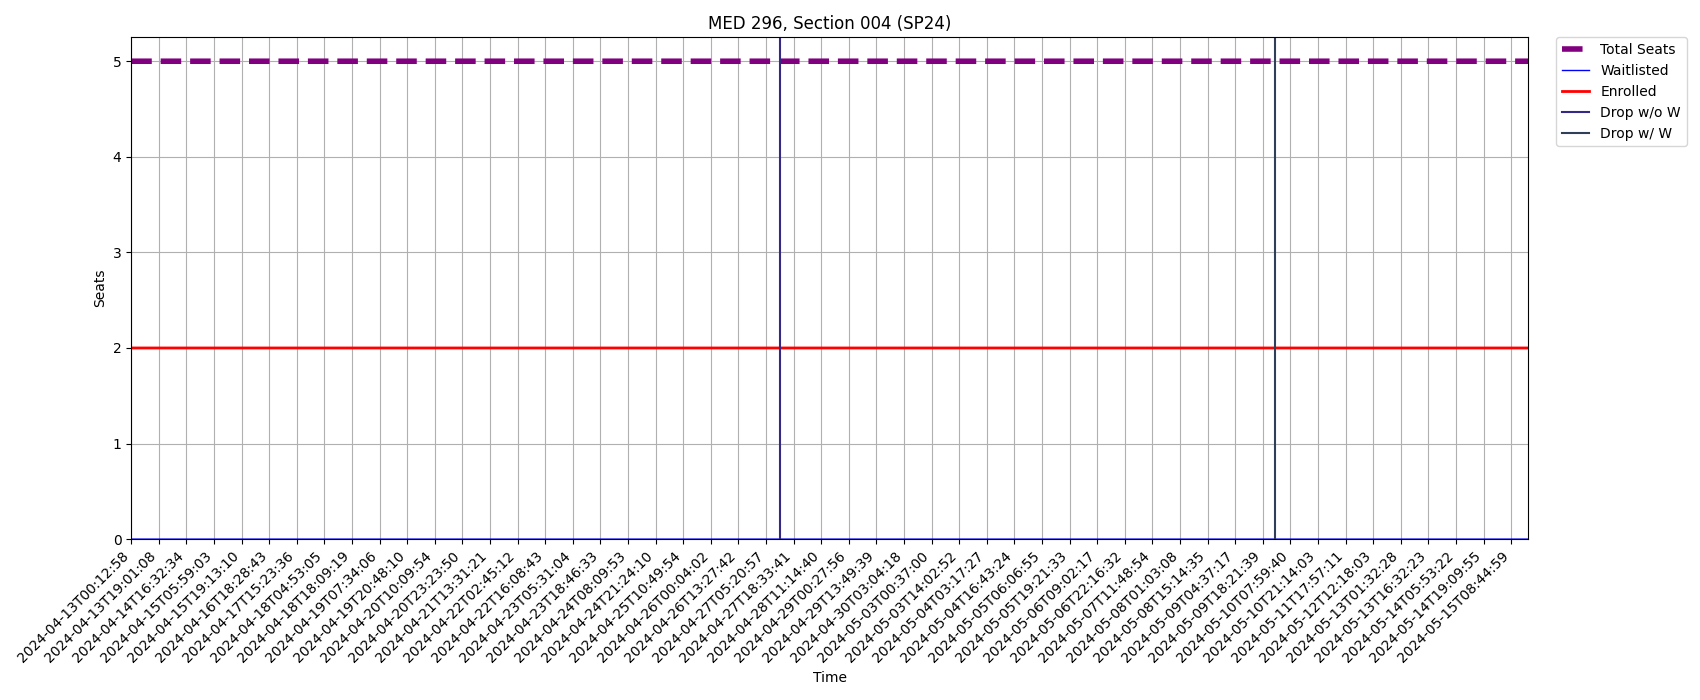 MED 296, Section 004 (SP24)
Total Seats
Waitlisted
Enrolled
Drop w/o W
Drop w/ W
Seats
5
4
3
2
1
0
2024-04-13T00:12:58
2024-04-13T19:01:08
2024-04-14T16:32:34
2024-04-15T05:59:03
2024-04-15T19:13:10
2024-04-16T18:28:43
2024-04-17T15:23:36
2024-04-18T04:53:05
2024-04-18T18:09:19
2024-04-19T07:34:06
2024-04-19T20:48:10
2024-04-20T10:09:54
2024-04-20T23:23:50
2024-04-21T13:31:21
2024-04-22T02:45:12
2024-04-22T16:08:43
2024-04-23T05:31:04
2024-04-23T18:46:33
2024-04-24T08:09:53
2024-04-24T21:24:10
2024-04-25T10:49:54
2024-04-26T00:04:02
2024-04-26T13:27:42
2024-04-27T05:20:57
2024-04-27T18:33:41
2024-04-28T11:14:40
2024-04-29T00:27:56
2024-04-29T13:49:39
2024-04-30T03:04:18
2024-05-03T00:37:00
2024-05-03T14:02:52
2024-05-04T03:17:27
2024-05-04T16:43:24
2024-05-05T06:06:55
2024-05-05T19:21:33
2024-05-06T09:02:17
2024-05-06T22:16:32
2024-05-07T11:48:54
2024-05-08T01:03:08
2024-05-08T15:14:35
2024-05-09T04:37:17
2024-05-09T18:21:39
2024-05-10T07:59:40
2024-05-10T21:14:03
2024-05-11T17:57:11
2024-05-12T12:18:03
2024-05-13T01:32:28
2024-05-13T16:32:23
2024-05-14T05:53:22
2024-05-14T19:09:55
2024-05-15T08:44:59
Time